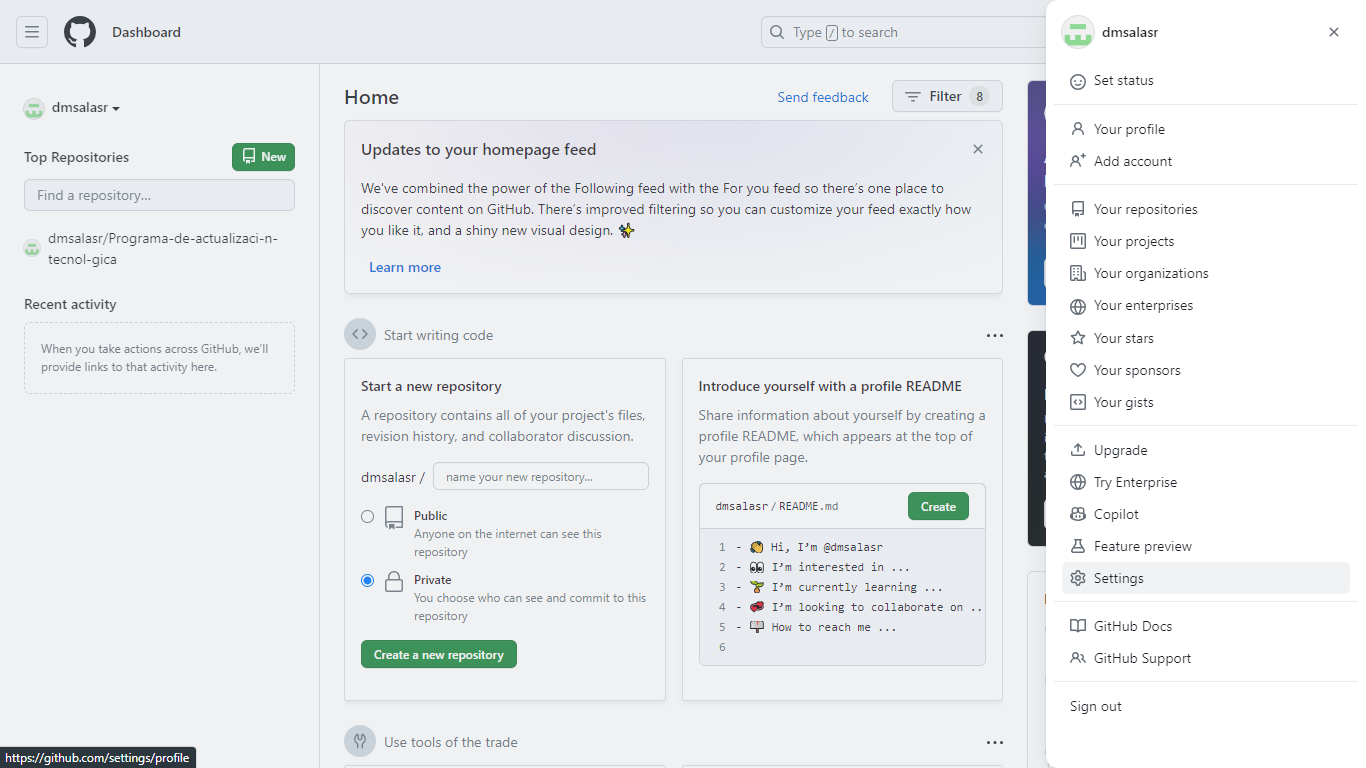 Dashboard
Type / to search
dmsalasr
dmsalasr
Set status
Your profile
Add account
Your repositories
Your projects
Your organizations
Your enterprises
Your stars
Your sponsors
Your gists
Upgrade
Try Enterprise
Copilot
Feature preview
Settings
GitHub Docs
GitHub Support
Sign out
Top Repositories
New
Find a repository...
dmsalasr/Programa-de-actualizaci-n-
tecnol-gica
Recent activity
When you take actions across GitHub, we'll
provide links to that activity here.
Home
Send feedback
Filter 8
Updates to your homepage feed
We've combined the power of the Following feed with the For you feed so there's one place to
discover content on GitHub. There's improved filtering so you can customize your feed exactly how
you like it, and a shiny new visual design. ✨
Learn more
Start writing code
Start a new repository
A repository contains all of your project's files,
revision history, and collaborator discussion.
dmsalasr /
name your new repository...
Public
Anyone on the internet can see this
repository
Private
You choose who can see and commit to this
repository
Create a new repository
Introduce yourself with a profile README
Share information about yourself by creating a
profile README, which appears at the top of
your profile page.
dmsalasr / README.md
Create
1 - 👋 Hi, I'm @dmsalasr
2 - 👀 I'm interested in ...
3 - 🌱 I'm currently learning ...
4 - 💞️ I'm looking to collaborate on ..
5 - 📫 How to reach me ...
6
Use tools of the trade
https://github.com/settings/profile